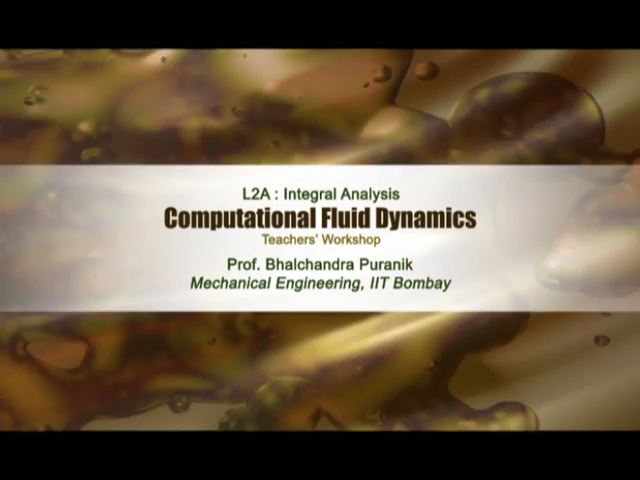 L2A : Integral Analysis
Computational Fluid Dynamics
Teachers' Workshop
Prof. Bhalchandra Puranik
Mechanical Engineering, IIT Bombay